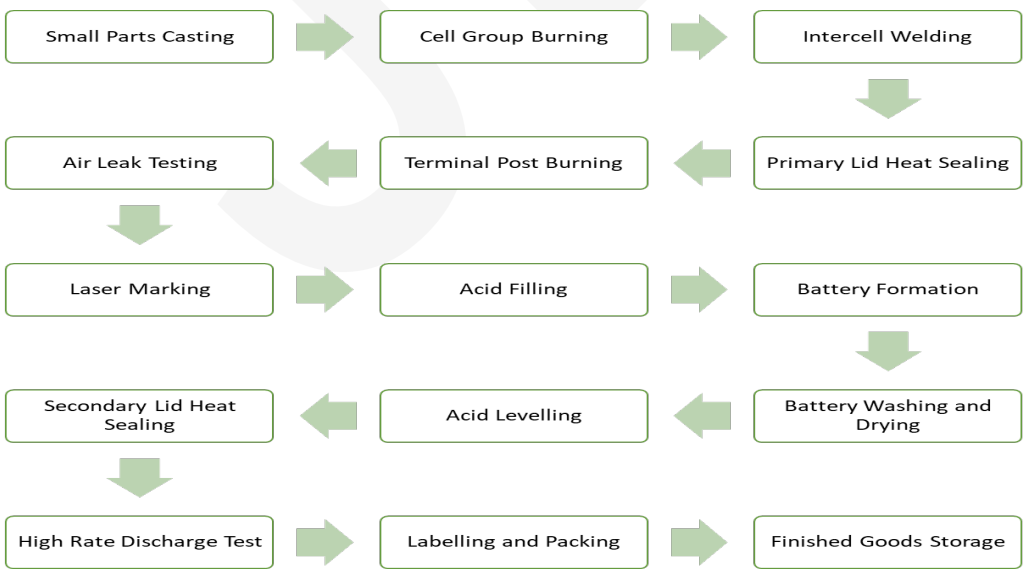 Small Parts Casting
Cell Group Burning
Intercell Welding
Primary Lid Heat Sealing
Terminal Post Burning
Air Leak Testing
Laser Marking
Acid Filling
Battery Formation
Battery Washing and
Drying
Acid Levelling
Secondary Lid Heat
Sealing
High Rate Discharge Test
Labelling and Packing
Finished Goods Storage